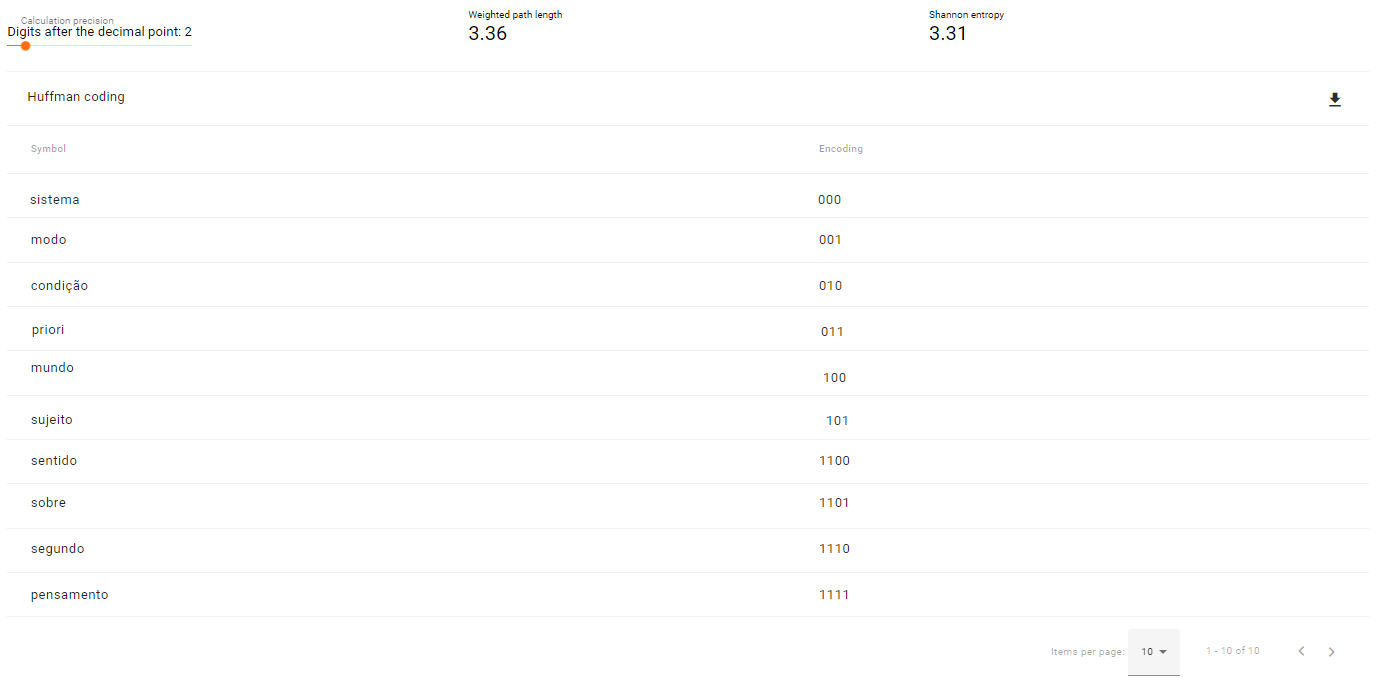 Calculation precision
Digits after the decimal point: 2
Weighted path length
3.36
Shannon entropy
3.31
Huffman coding
Symbol Encoding
sistema 000
modo 001
condição 010
priori 011
mundo 100
sujeito 101
sentido 1100
sobre 1101
segundo 1110
pensamento 1111
Items per page: 10 1 - 10 of 10